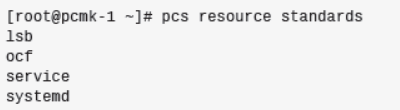 [root@pcmk-1 ~]# pcs resource standards
lsb
ocf
service
systemd